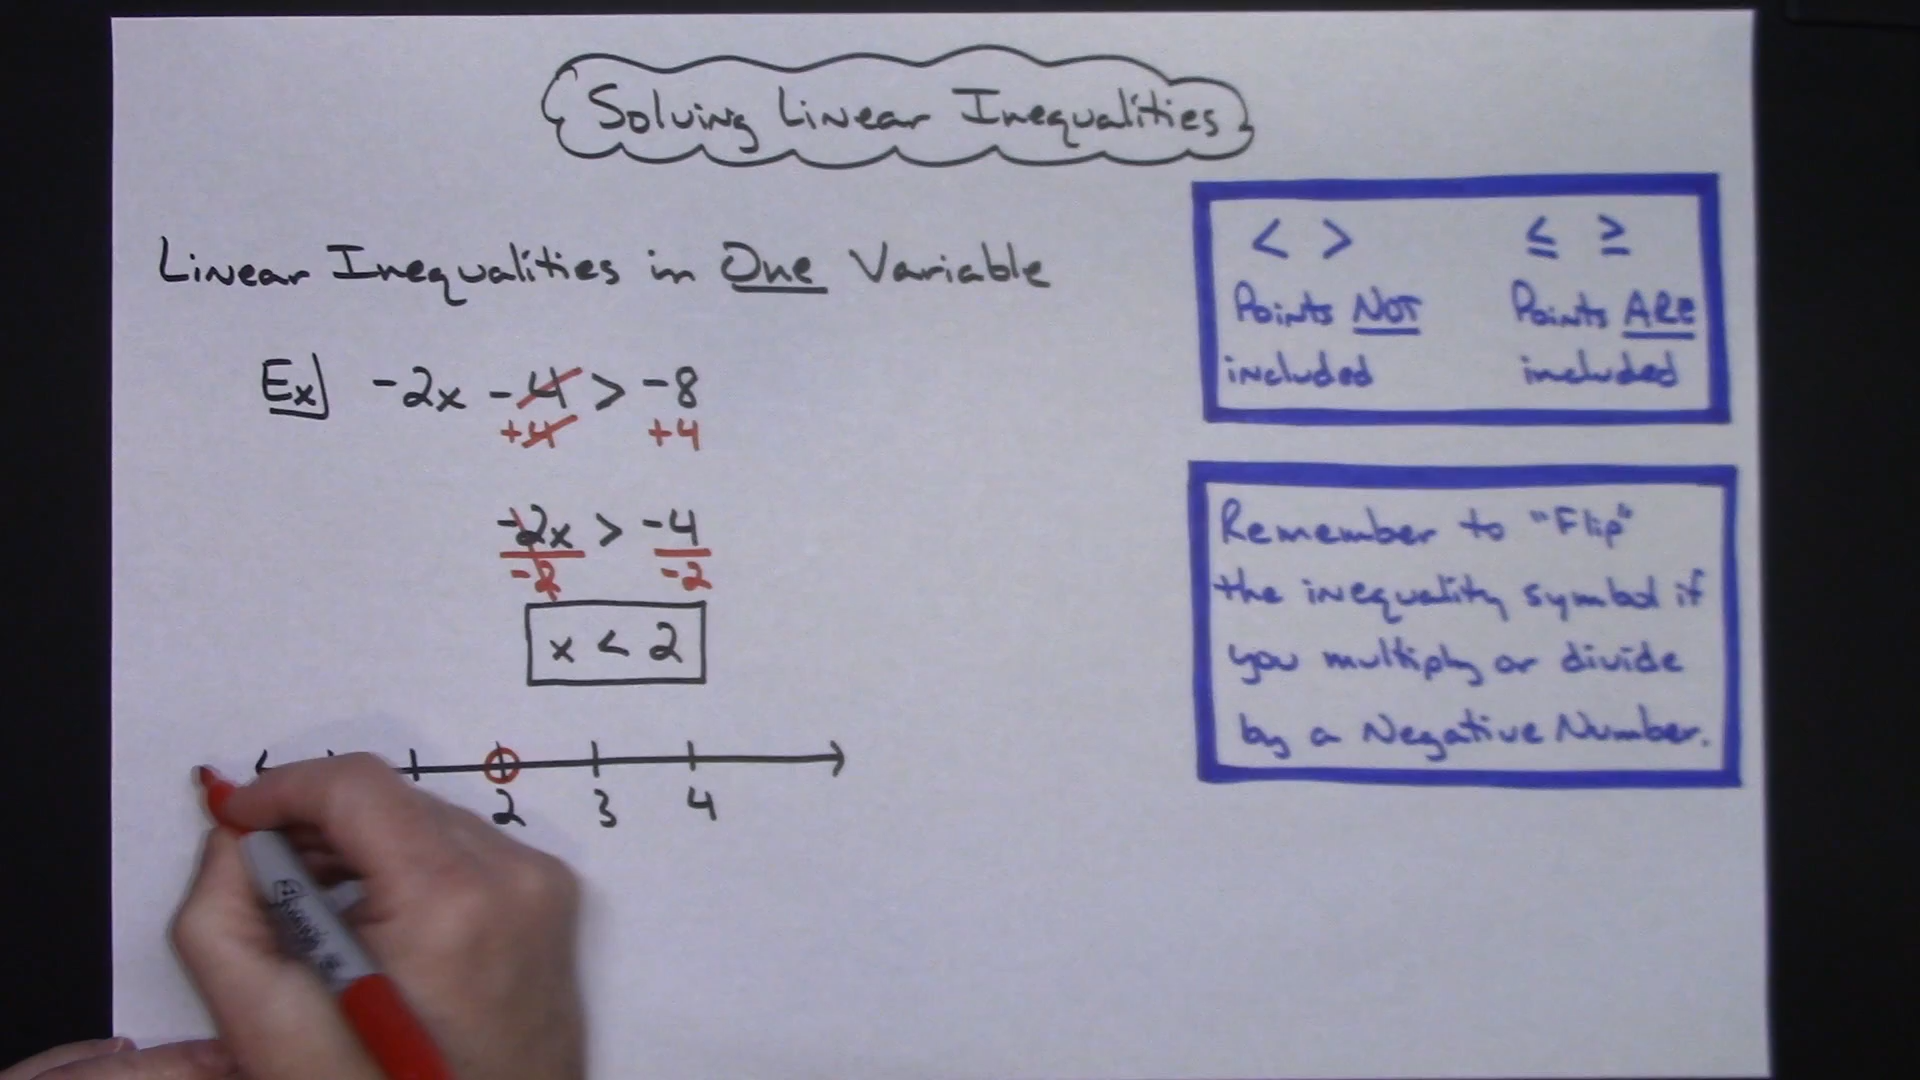 Solving Linear Inequalities
Linear Inequalities in One Variable
Ex) -2x - 4 > -8
+4 +4
-2x > -4
-2 -2
x < 2
2 3 4
< > ≤ ≥
Points NOT Points ARE
included included
Remember to "Flip"
the inequality symbol if
you multiply or divide
by a Negative Number.